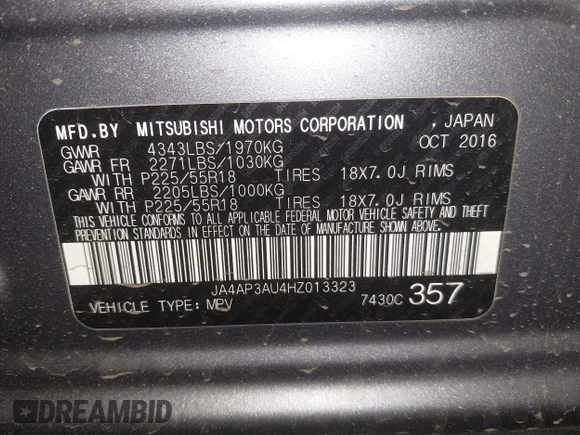 MFD.BY MITSUBISHI MOTORS CORPORATION , JAPAN
GVWR 4343LBS/1970KG OCT 2016
GAWR FR 2271LBS/1030KG
WITH P225/55R18 TIRES 18X7.0J RIMS
GAWR RR 2205LBS/1000KG
WITH P225/55R18 TIRES 18X7.0J RIMS
THIS VEHICLE CONFORMS TO ALL APPLICABLE FEDERAL MOTOR VEHICLE SAFETY AND THEFT
PREVENTION STANDARDS IN EFFECT ON THE DATE OF MANUFACTURE SHOWN ABOVE.
JA4AP3AU4HZ013323
VEHICLE TYPE: MPV 7430C 357
DREAMBID